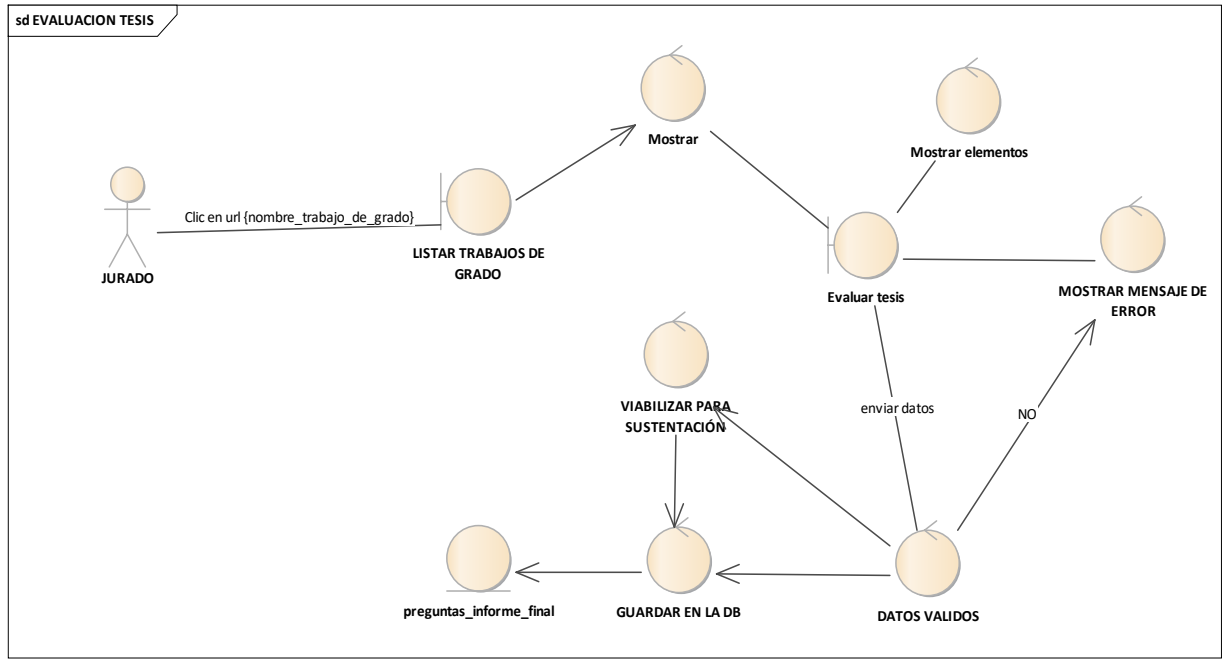 sd EVALUACION TESIS
Mostrar
Mostrar elementos
Clic en url {nombre_trabajo_de_grado}
LISTAR TRABAJOS DE
GRADO
JURADO
Evaluar tesis
MOSTRAR MENSAJE DE
ERROR
VIABILIZAR PARA
SUSTENTACIÓN
enviar datos
NO
preguntas_informe_final
GUARDAR EN LA DB
DATOS VALIDOS